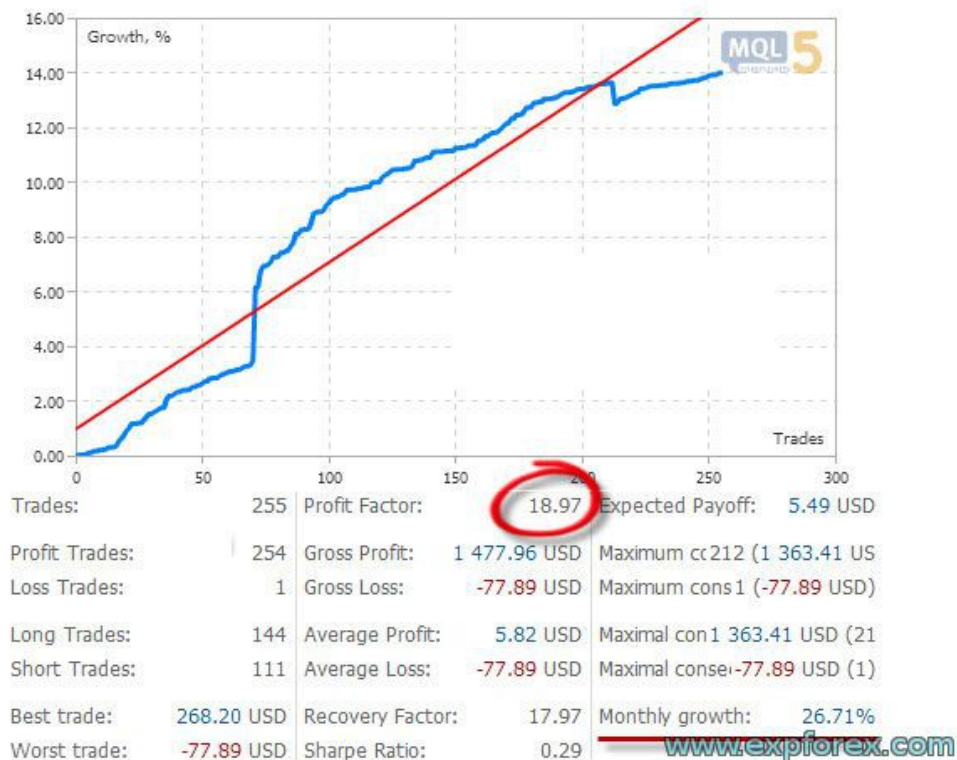 16.00
Growth, %
MQL 5
14.00
12.00
10.00
8.00
6.00
4.00
2.00
0.00
Trades
0 50 100 150 200 250 300
Trades: 255 Profit Factor: 18.97 Expected Payoff: 5.49 USD
Profit Trades: 254 Gross Profit: 1 477.96 USD Maximum cc 212 (1 363.41 US
Loss Trades: 1 Gross Loss: -77.89 USD Maximum cons 1 (-77.89 USD)
Long Trades: 144 Average Profit: 5.82 USD Maximal con 1 363.41 USD (21
Short Trades: 111 Average Loss: -77.89 USD Maximal conse -77.89 USD (1)
Best trade: 268.20 USD Recovery Factor: 17.97 Monthly growth: 26.71%
Worst trade: -77.89 USD Sharpe Ratio: 0.29 www.expforex.com